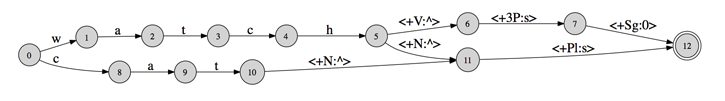 <+V:^> 6 <+3P:s> 7 <+Sg:0>
0 w 1 a 2 t 3 c 4 h 5 <+N:^> 12
c 8 a 9 t 10 <+N:^> 11 <+Pl:s>